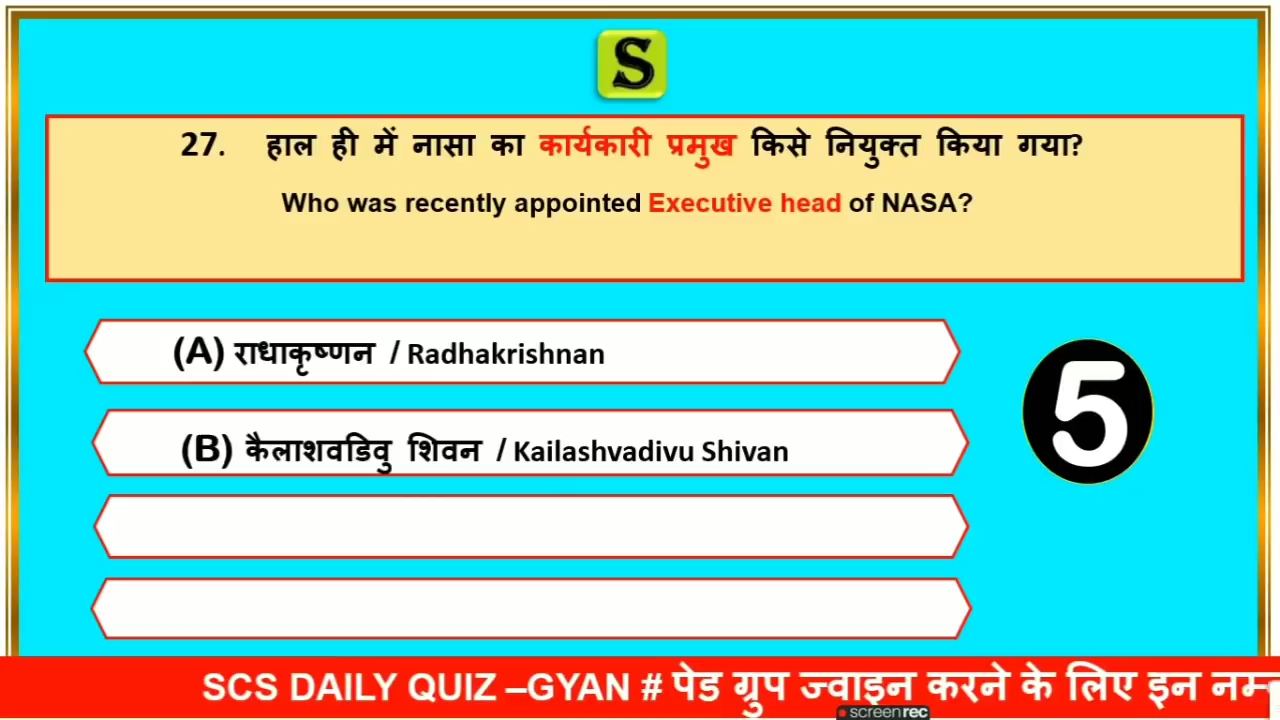 S
27. हाल ही में नासा का कार्यकारी प्रमुख किसे नियुक्त किया गया?
Who was recently appointed Executive head of NASA?
(A) राधाकृष्णन / Radhakrishnan
5
(B) कैलाशवडिवु शिवन / Kailashvadivu Shivan
SCS DAILY QUIZ –GYAN # पेड ग्रुप ज्वाइन करने के लिए इन
screenrec